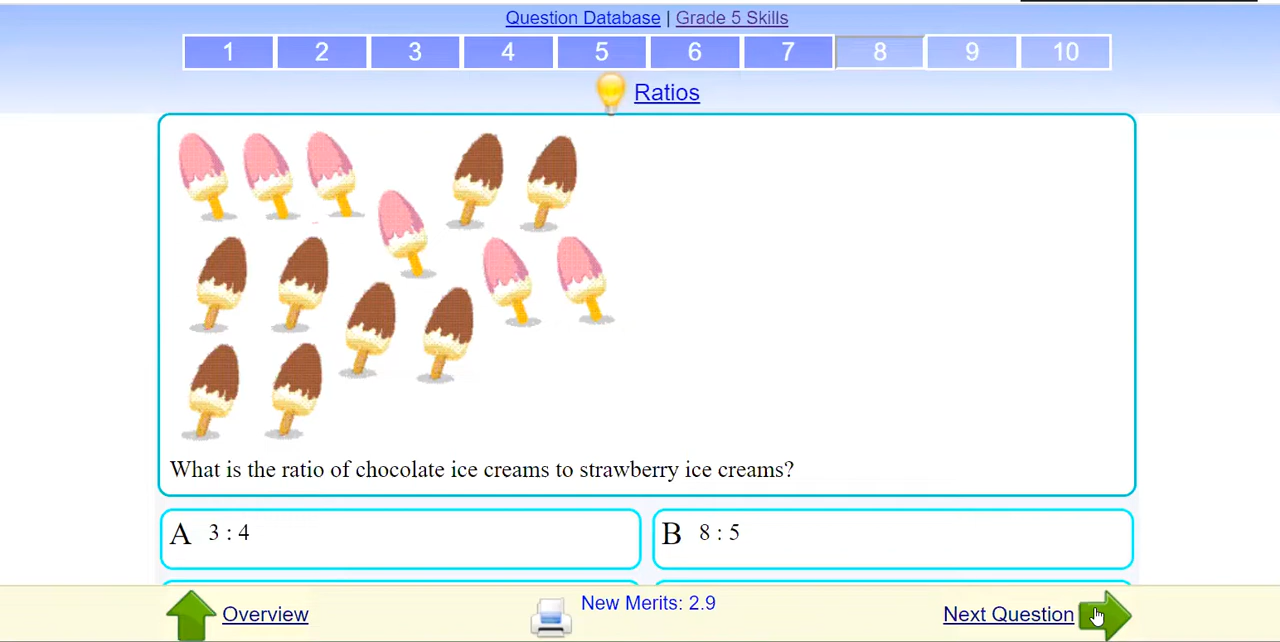 Question Database | Grade 5 Skills
1 2 3 4 5 6 7 8 9 10
Ratios
What is the ratio of chocolate ice creams to strawberry ice creams?
A 3 : 4
B 8 : 5
Overview
New Merits: 2.9
Next Question